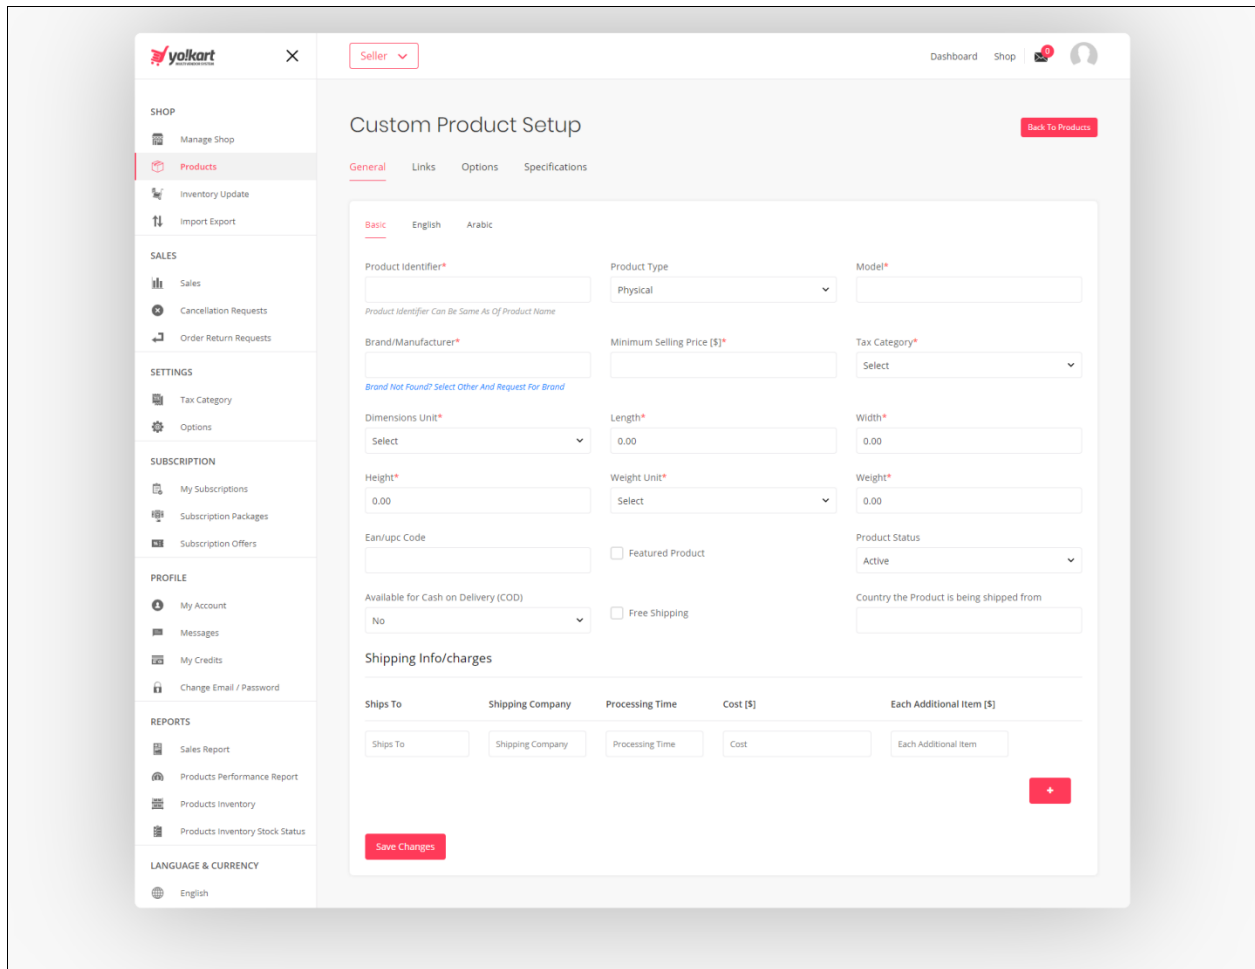 yo!kart
Seller
Dashboard
Shop
0
SHOP
Manage Shop
Products
Inventory Update
Import Export
SALES
Sales
Cancellation Requests
Order Return Requests
SETTINGS
Tax Category
Options
SUBSCRIPTION
My Subscriptions
Subscription Packages
Subscription Offers
PROFILE
My Account
Messages
My Credits
Change Email / Password
REPORTS
Sales Report
Products Performance Report
Products Inventory
Products Inventory Stock Status
LANGUAGE & CURRENCY
English
Custom Product Setup
Back To Products
General Links Options Specifications
Basic English Arabic
Product Identifier* Product Type Model*
Physical
Product Identifier Can Be Same As Of Product Name
Brand/Manufacturer* Minimum Selling Price [$]* Tax Category*
Select
Brand Not Found? Select Other And Request For Brand
Dimensions Unit* Length* Width*
Select 0.00 0.00
Height* Weight Unit* Weight*
0.00 Select 0.00
Ean/upc Code Featured Product Product Status
Active
Available for Cash on Delivery (COD) Free Shipping Country the Product is being shipped from
No
Shipping Info/charges
Ships To Shipping Company Processing Time Cost [$] Each Additional Item [$]
Ships To Shipping Company Processing Time Cost Each Additional Item
+
Save Changes